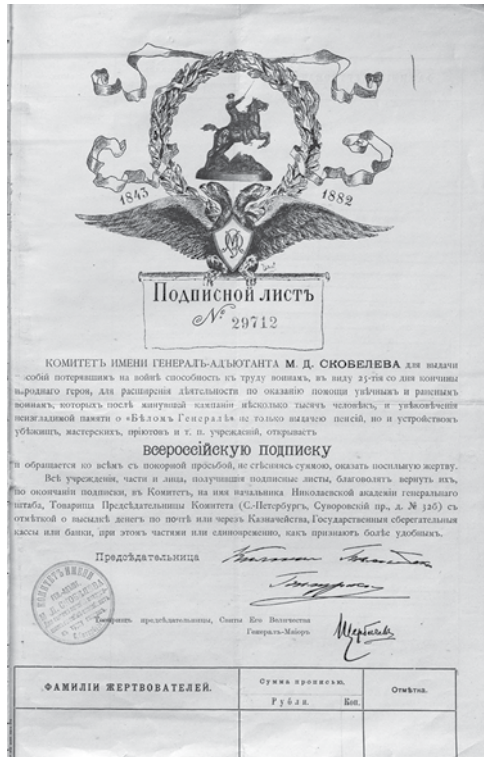 1843 1882
Подписной листъ
№ 29712
КОМИТЕТЪ ИМЕНИ ГЕНЕРАЛЪ-АДЪЮТАНТА М. Д. СКОБЕЛЕВА для выдачи
пособій потерявшимъ на войнѣ способность къ труду воинамъ, въ виду 25-тія со дня кончины
народнаго героя, для расширенія дѣятельности по оказанію помощи увѣчнымъ и раненымъ
воинамъ, которыхъ послѣ минувшей кампаніи нѣсколько тысячъ человѣкъ, и увѣковѣченія
неизгладимой памяти о «Бѣломъ Генералѣ» не только выдачею пенсій, но и устройствомъ
убѣжищъ, мастерскихъ, пріютовъ и т. п. учрежденій, открываетъ
ВСЕРОССІЙСКУЮ ПОДПИСКУ
и обращается ко всѣмъ съ покорной просьбой, не стѣсняясь суммою, оказать посильную жертву.
Всѣ учрежденія, части и лица, получившія подписные листы, благоволятъ вернуть ихъ,
по окончаніи подписки, въ Комитетъ, на имя начальника Николаевской академіи генеральнаго
штаба, Товарища Предсѣдательницы Комитета (С.-Петербургъ, Суворовскій пр., д. № 32б) съ
отмѣткой о высылкѣ денегъ по почтѣ или черезъ Казначейства, Государственныя сберегательныя
кассы или банки, при этомъ частями или единовременно, какъ признаютъ болѣе удобнымъ.
Предсѣдательница
Товарищъ предсѣдательницы, Свиты Его Величества
Генералъ-Маіоръ
ФАМИЛІИ ЖЕРТВОВАТЕЛЕЙ. Сумма прописью. Отмѣтка.
Рубли. Коп.